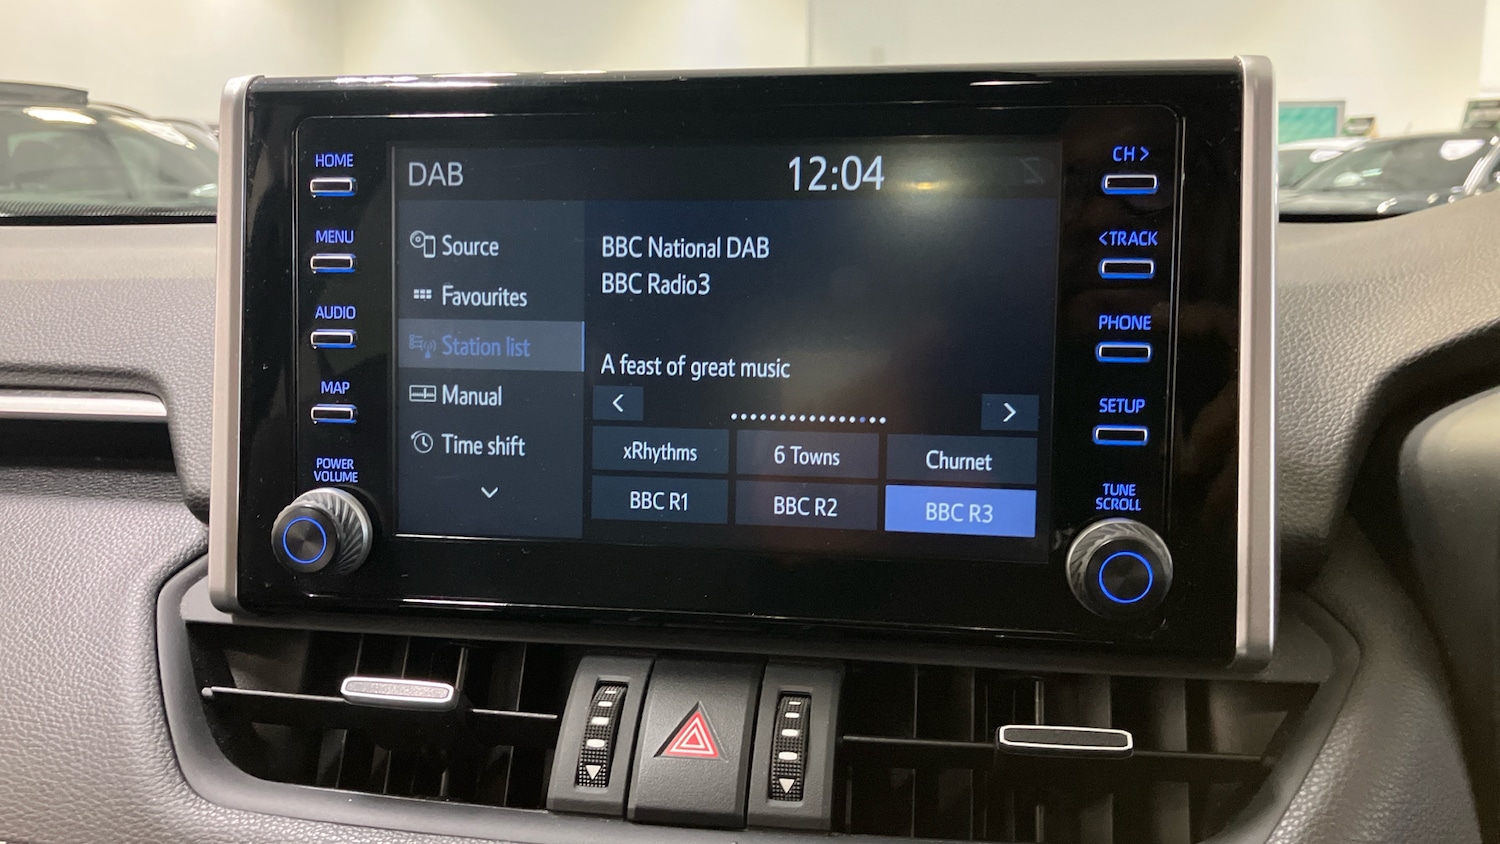 HOME
MENU
AUDIO
MAP
POWER
VOLUME
DAB
12:04
Source
Favourites
Station list
Manual
Time shift
BBC National DAB
BBC Radio3
A feast of great music
xRhythms
6 Towns
Churnet
BBC R1
BBC R2
BBC R3
CH >
<TRACK
PHONE
SETUP
TUNE
SCROLL